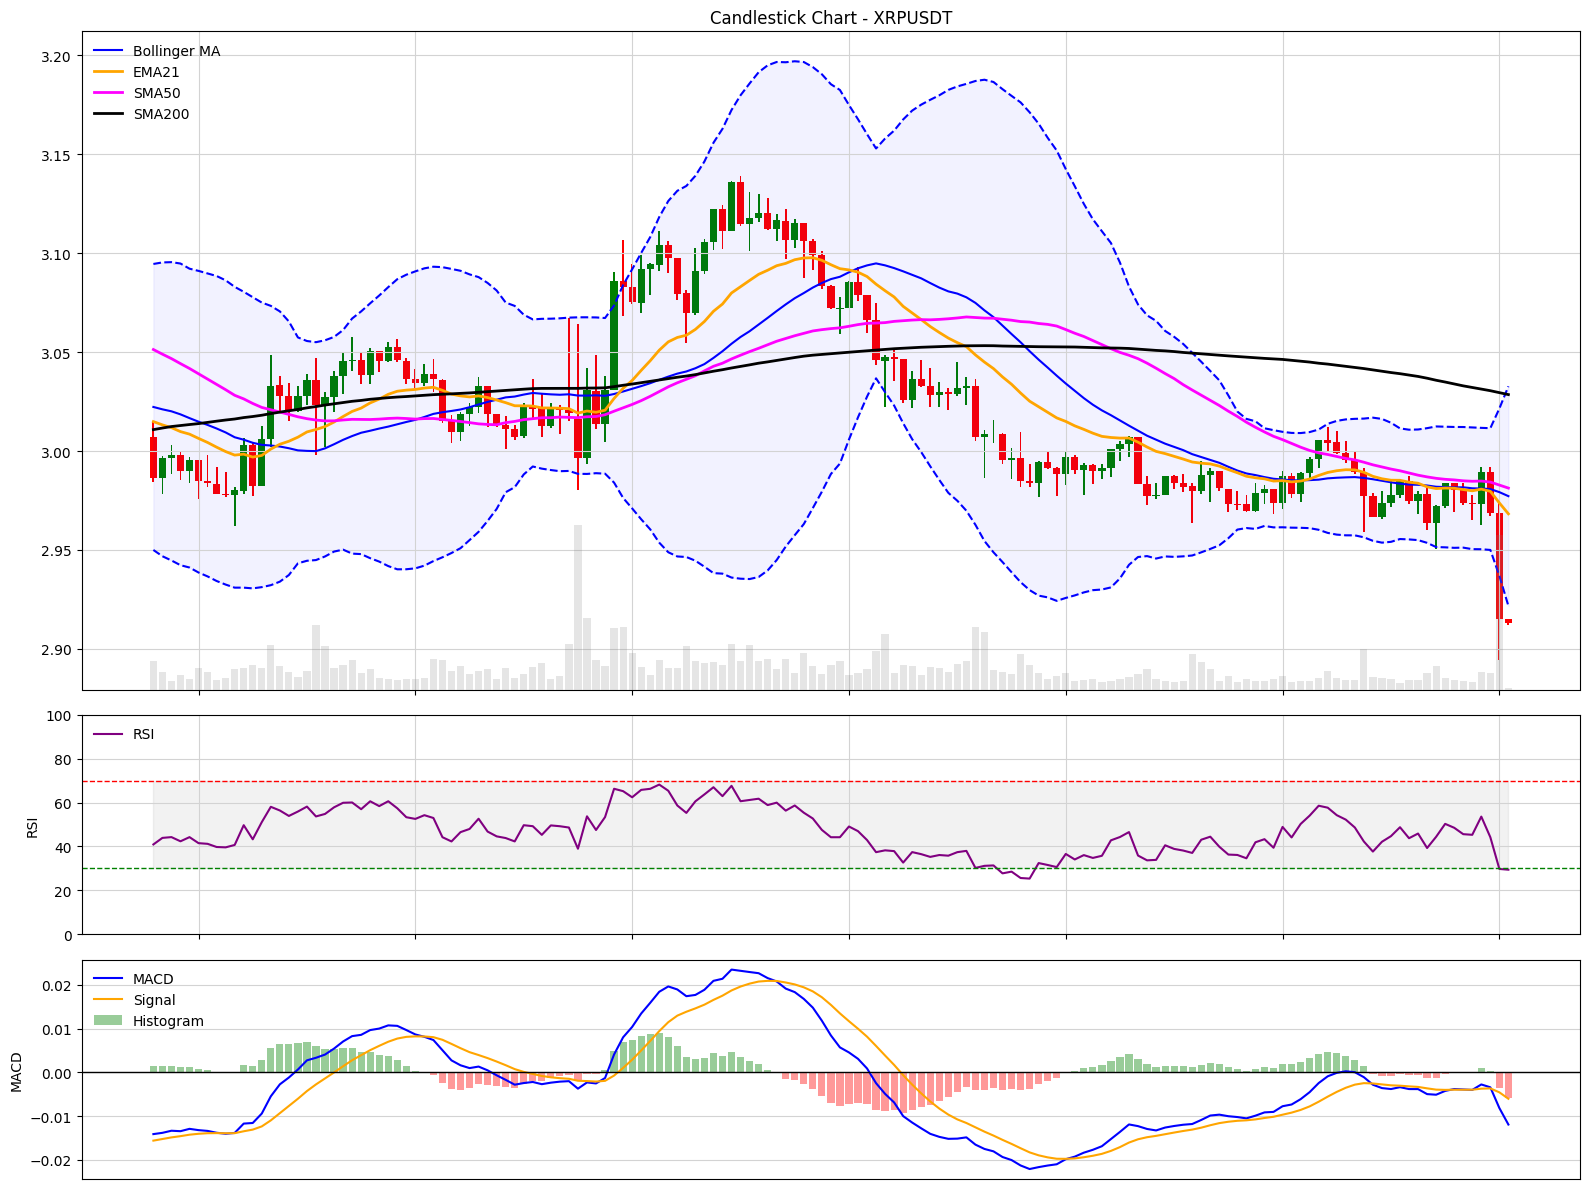 Candlestick Chart - XRPUSDT
Bollinger MA
EMA21
SMA50
SMA200
3.20
3.15
3.10
3.05
3.00
2.95
2.90
RSI
RSI
100
80
60
40
20
0
MACD
Signal
Histogram
MACD
0.02
0.01
0.00
−0.01
−0.02